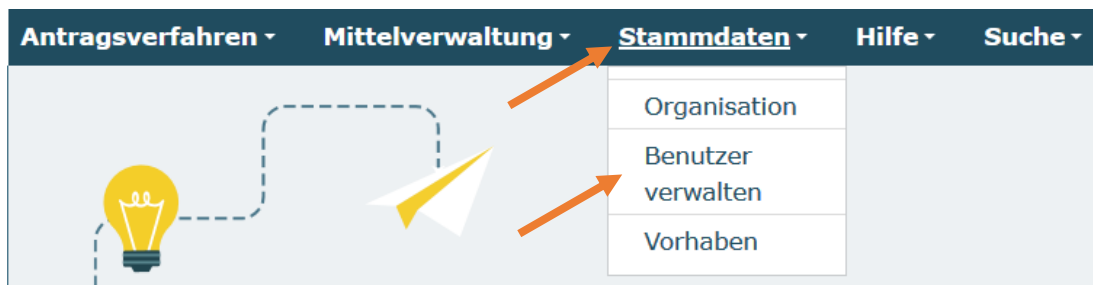 Antragsverfahren Mittelverwaltung Stammdaten Hilfe Suche
Organisation
Benutzer
verwalten
Vorhaben